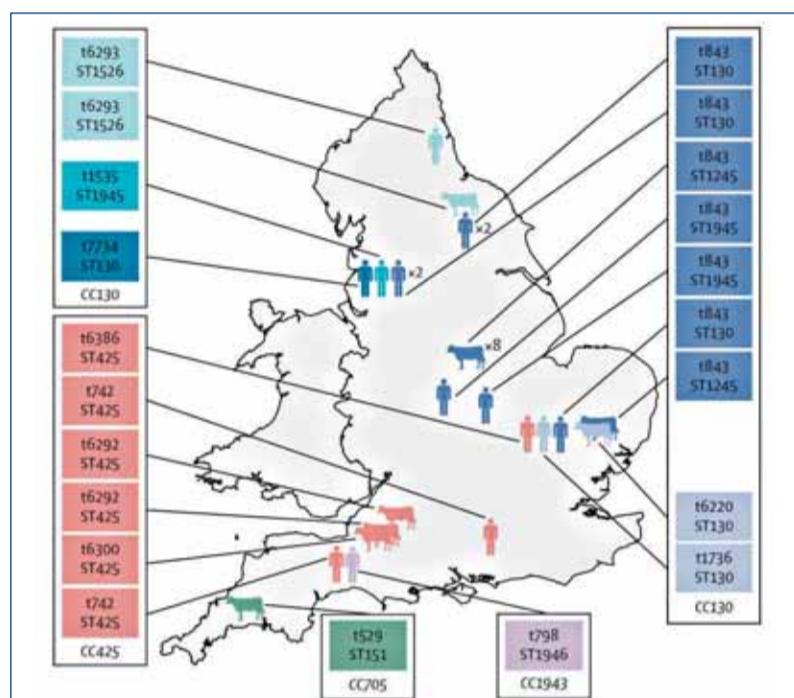 t6293
ST1526
t6293
ST1526
t1535
ST1945
t7734
ST130
CC130
t6386
ST425
t742
ST425
t6292
ST425
t6292
ST425
t6300
ST425
t742
ST425
CC425
×2
×2
×8
t843
ST130
t843
ST130
t843
ST1245
t843
ST1945
t843
ST1945
t843
ST130
t843
ST1245
t6220
ST130
t1736
ST130
CC130
t529
ST151
CC705
t798
ST1946
CC1943